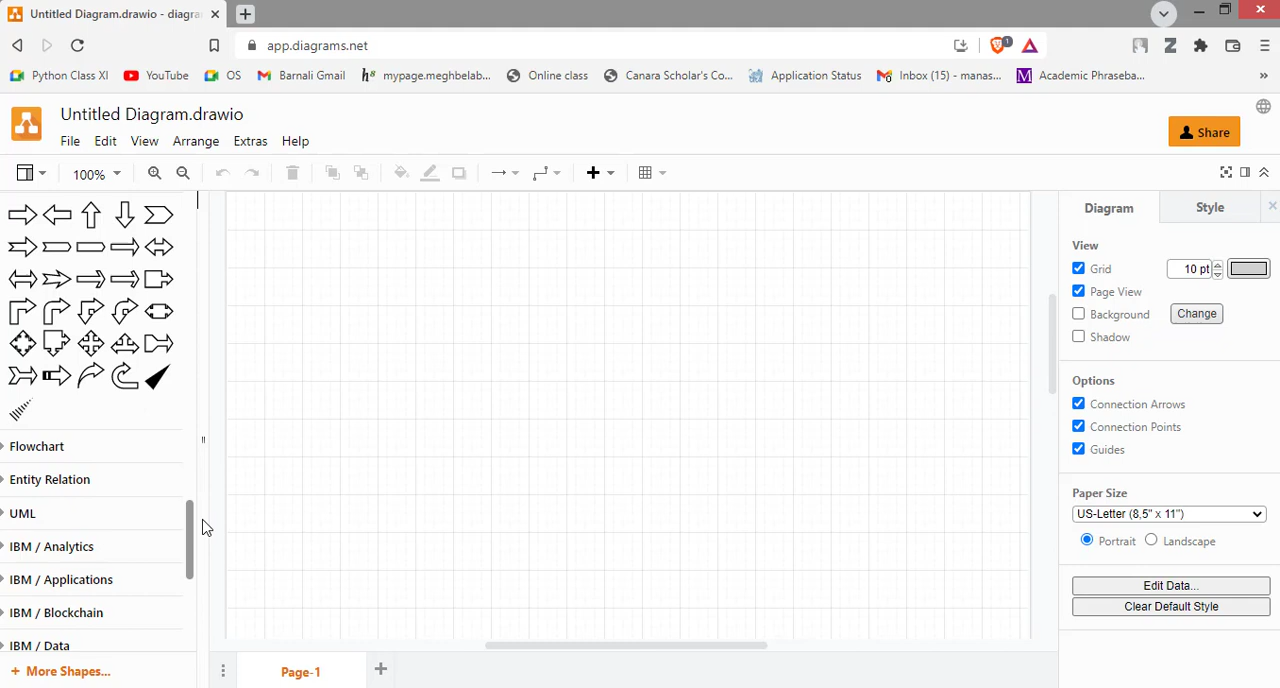 Untitled Diagram.drawio - diagra
app.diagrams.net
1
Python Class XI
YouTube
OS
Barnali Gmail
mypage.meghbelab...
Online class
Canara Scholar's Co...
Application Status
Inbox (15) - manas...
Academic Phraseba...
Untitled Diagram.drawio
File Edit View Arrange Extras Help
Share
100%
Diagram
Style
View
Grid
10 pt
Page View
Background
Change
Shadow
Options
Connection Arrows
Connection Points
Guides
Paper Size
US-Letter (8,5" x 11")
Portrait
Landscape
Edit Data...
Clear Default Style
Flowchart
Entity Relation
UML
IBM / Analytics
IBM / Applications
IBM / Blockchain
IBM / Data
+ More Shapes...
Page-1